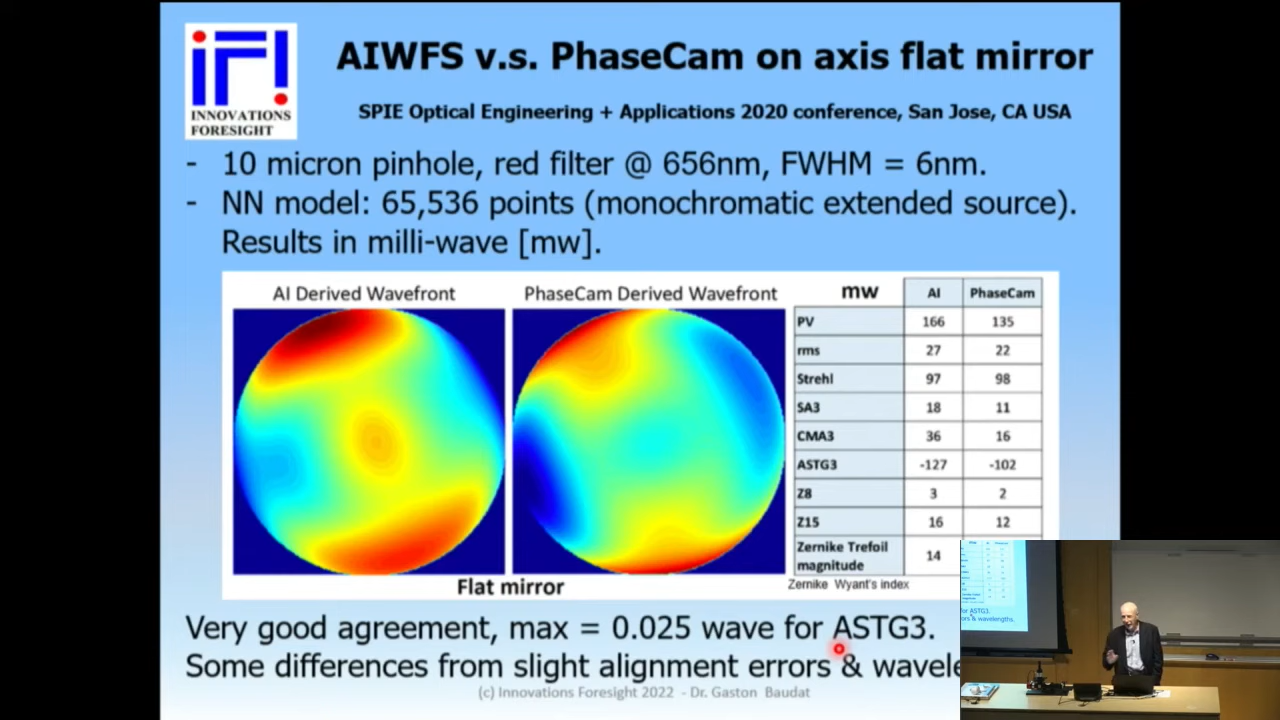 AIWFS v.s. PhaseCam on axis flat mirror
iF!
INNOVATIONS
FORESIGHT
SPIE Optical Engineering + Applications 2020 conference, San Jose, CA USA
- 10 micron pinhole, red filter @ 656nm, FWHM = 6nm.
- NN model: 65,536 points (monochromatic extended source).
Results in milli-wave [mw].
AI Derived Wavefront
PhaseCam Derived Wavefront
mw AI PhaseCam
PV 166 135
rms 27 22
Strehl 97 98
SA3 18 11
CMA3 36 16
ASTG3 -127 -102
Z8 3 2
Z15 16 12
Zernike Trefoil
magnitude 14
Flat mirror
Zernike Wyant's index
Very good agreement, max = 0.025 wave for ASTG3.
Some differences from slight alignment errors & wavele
for ASTG3.
ors & wavelengths.
(c) Innovations Foresight 2022 - Dr. Gaston Baudat